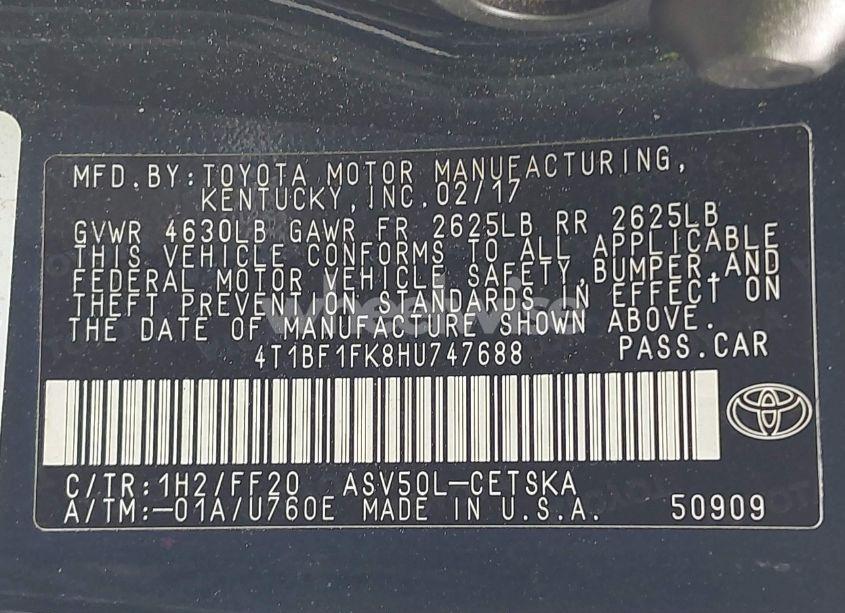 MFD.BY:TOYOTA MOTOR MANUFACTURING,
KENTUCKY,INC.02/17
GVWR 4630LB GAWR FR 2625LB RR 2625LB
THIS VEHICLE CONFORMS TO ALL APPLICABLE
FEDERAL MOTOR VEHICLE SAFETY,BUMPER,AND
THEFT PREVENTION STANDARDS IN EFFECT ON
THE DATE OF MANUFACTURE SHOWN ABOVE.
4T1BF1FK8HU747688 PASS.CAR
C/TR:1H2/FF20 ASV50L-CETSKA
A/TM:-01A/U760E MADE IN U.S.A. 50909